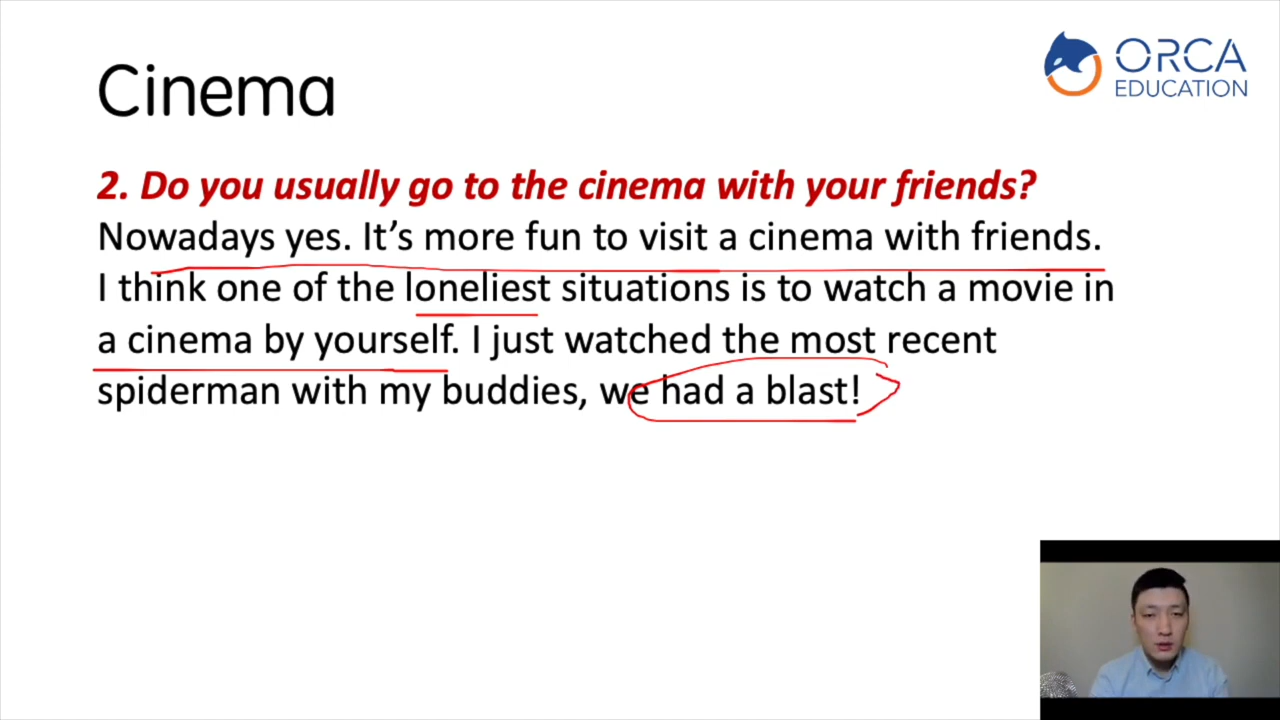 ORCA
EDUCATION
Cinema
2. Do you usually go to the cinema with your friends?
Nowadays yes. It’s more fun to visit a cinema with friends.
I think one of the loneliest situations is to watch a movie in
a cinema by yourself. I just watched the most recent
spiderman with my buddies, we had a blast!